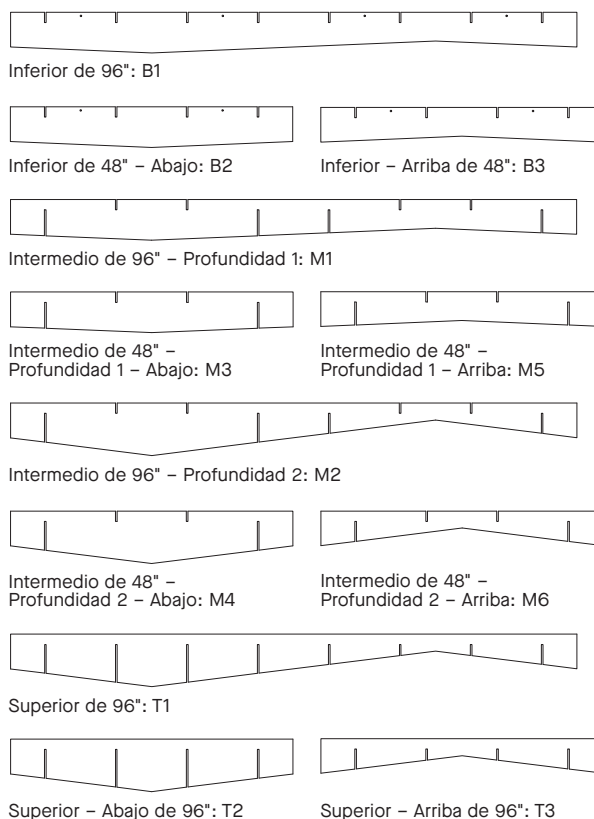 Inferior de 96": B1
Inferior de 48" – Abajo: B2
Inferior – Arriba de 48": B3
Intermedio de 96" – Profundidad 1: M1
Intermedio de 48" –
Profundidad 1 – Abajo: M3
Intermedio de 48" –
Profundidad 1 – Arriba: M5
Intermedio de 96" – Profundidad 2: M2
Intermedio de 48" –
Profundidad 2 – Abajo: M4
Intermedio de 48" –
Profundidad 2 – Arriba: M6
Superior de 96": T1
Superior – Abajo de 96": T2
Superior – Arriba de 96": T3